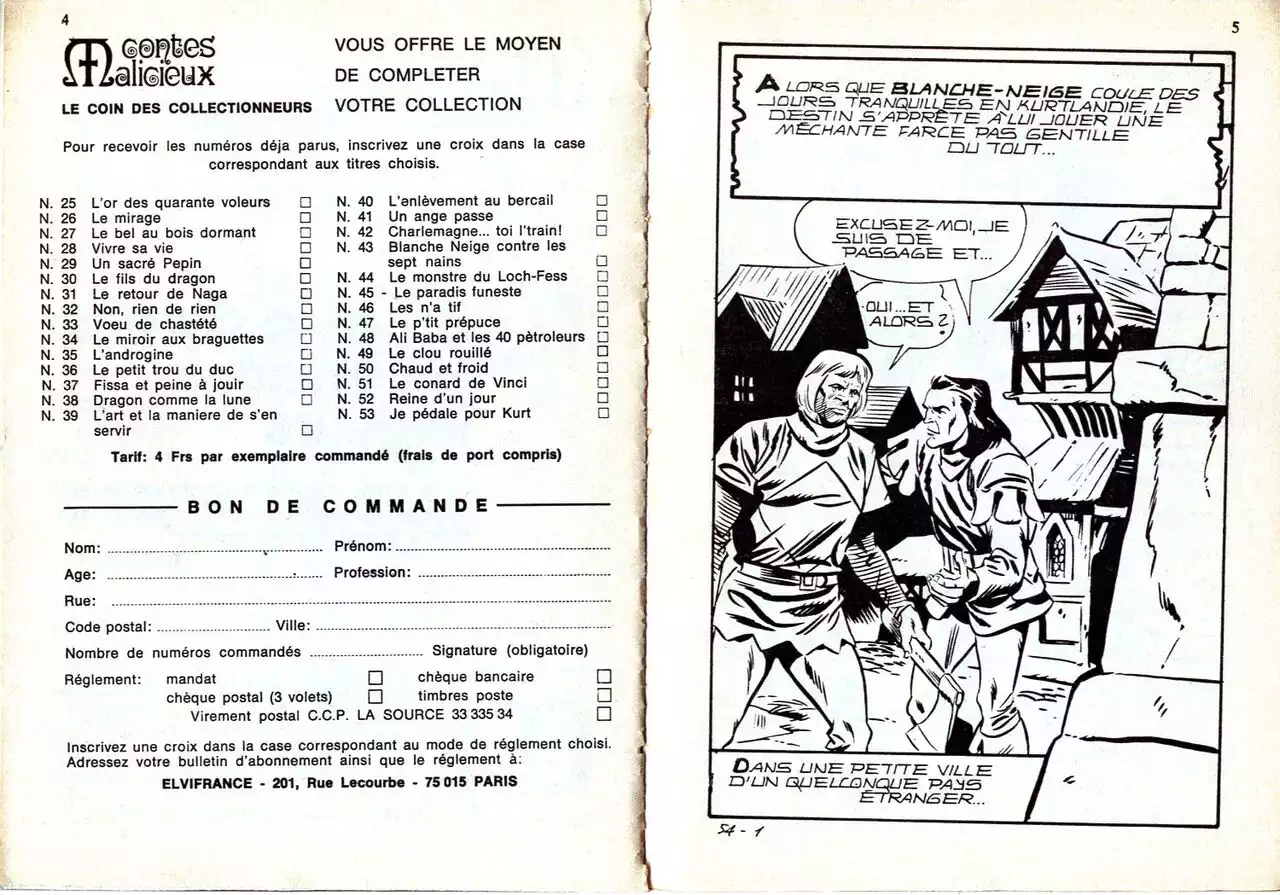 4
contes
Malicieux
LE COIN DES COLLECTIONNEURS
VOUS OFFRE LE MOYEN
DE COMPLETER
VOTRE COLLECTION
Pour recevoir les numéros déja parus, inscrivez une croix dans la case
correspondant aux titres choisis.
N. 25 L'or des quarante voleurs
N. 26 Le mirage
N. 27 Le bel au bois dormant
N. 28 Vivre sa vie
N. 29 Un sacré Pepin
N. 30 Le fils du dragon
N. 31 Le retour de Naga
N. 32 Non, rien de rien
N. 33 Voeu de chastété
N. 34 Le miroir aux braguettes
N. 35 L'androgine
N. 36 Le petit trou du duc
N. 37 Fissa et peine à jouir
N. 38 Dragon comme la lune
N. 39 L'art et la maniere de s'en
servir
N. 40 L'enlèvement au bercail
N. 41 Un ange passe
N. 42 Charlemagne... toi l'train!
N. 43 Blanche Neige contre les
sept nains
N. 44 Le monstre du Loch-Fess
N. 45 - Le paradis funeste
N. 46 Les n'a tif
N. 47 Le p'tit prépuce
N. 48 Ali Baba et les 40 pètroleurs
N. 49 Le clou rouillé
N. 50 Chaud et froid
N. 51 Le conard de Vinci
N. 52 Reine d'un jour
N. 53 Je pédale pour Kurt
Tarif: 4 Frs par exemplaire commandé (frais de port compris)
BON DE COMMANDE
Nom: Prénom:
Age: Profession:
Rue:
Code postal: Ville:
Nombre de numéros commandés Signature (obligatoire)
Réglement: mandat chèque bancaire
chèque postal (3 volets) timbres poste
Virement postal C.C.P. LA SOURCE 33 335 34
Inscrivez une croix dans la case correspondant au mode de réglement choisi.
Adressez votre bulletin d'abonnement ainsi que le réglement à:
ELVIFRANCE - 201, Rue Lecourbe - 75015 PARIS
5
ALORS QUE BLANCHE-NEIGE COULE DES
JOURS TRANQUILLES EN KURTLANDIE, LE
DESTIN S'APPRÊTE À LUI JOUER UNE
MÉCHANTE FARCE PAS GENTILLE
DU TOUT...
EXCUSEZ-MOI, JE
SUIS DE
PASSAGE ET...
OUI... ET
ALORS?
DANS UNE PETITE VILLE
D'UN QUELCONQUE PAYS
ÉTRANGER...
54 - 1